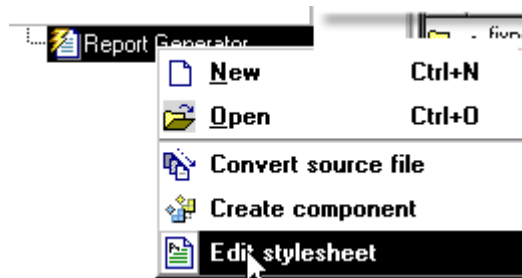 Report Generator
New Ctrl+N
Open Ctrl+O
Convert source file
Create component
Edit stylesheet